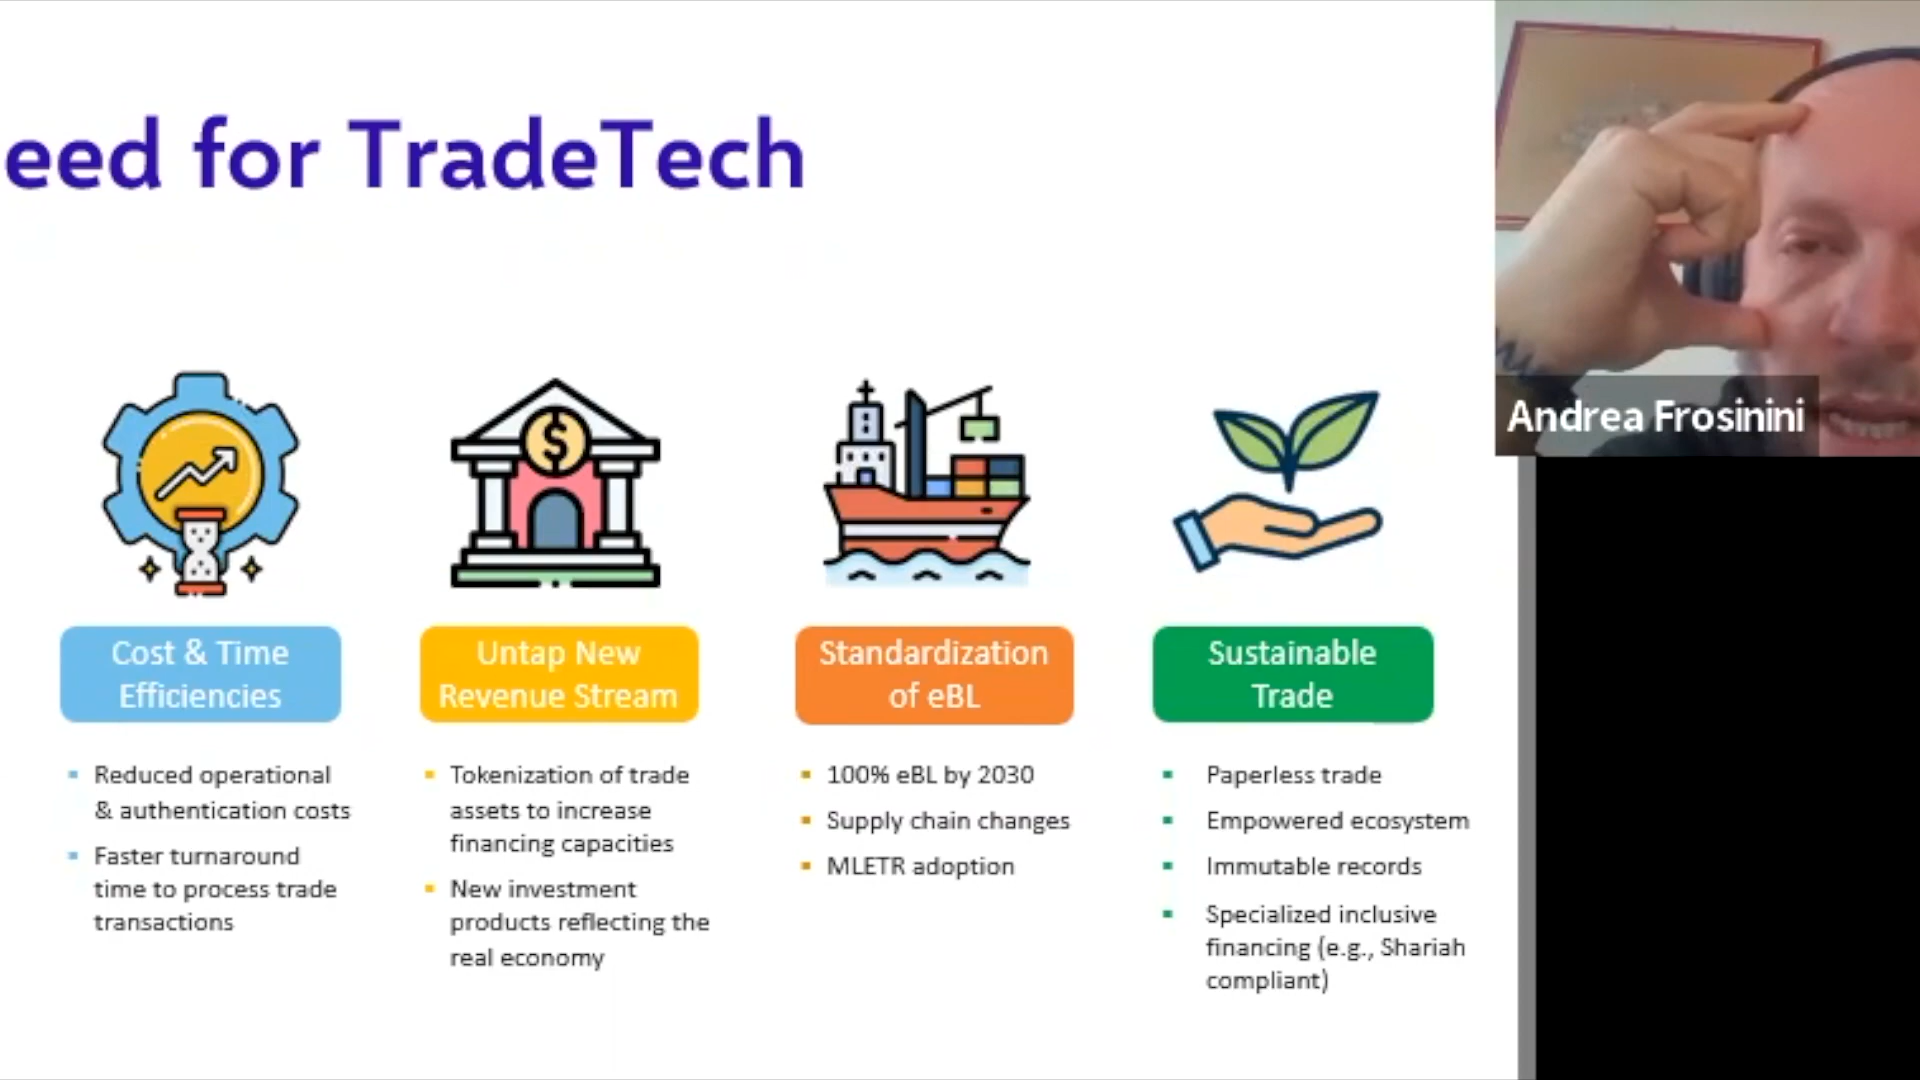 eed for TradeTech
Andrea Frosinini
Cost & Time
Efficiencies
Reduced operational
& authentication costs
Faster turnaround
time to process trade
transactions
Untap New
Revenue Stream
Tokenization of trade
assets to increase
financing capacities
New investment
products reflecting the
real economy
Standardization
of eBL
100% eBL by 2030
Supply chain changes
MLETR adoption
Sustainable
Trade
Paperless trade
Empowered ecosystem
Immutable records
Specialized inclusive
financing (e.g., Shariah
compliant)